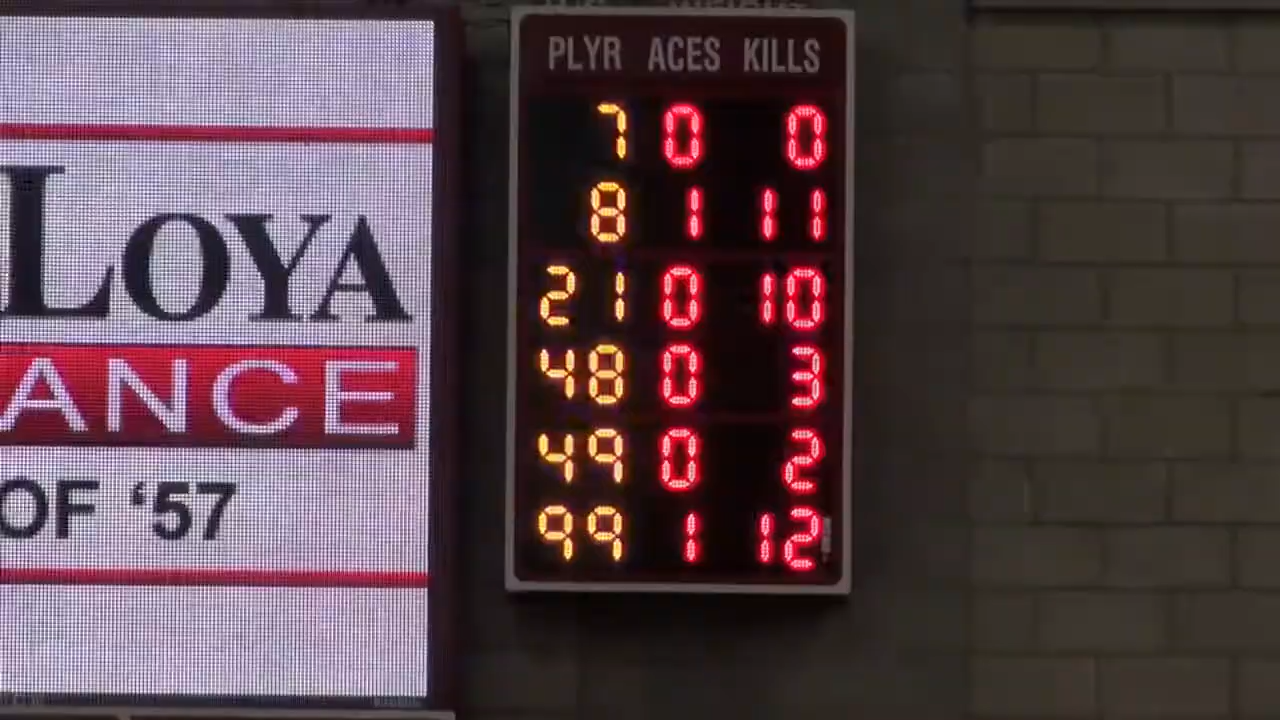 LOYA
ANCE
OF ‘57
PLYR ACES KILLS
7 0 0
8 1 11
21 0 10
48 0 3
49 0 2
99 1 12